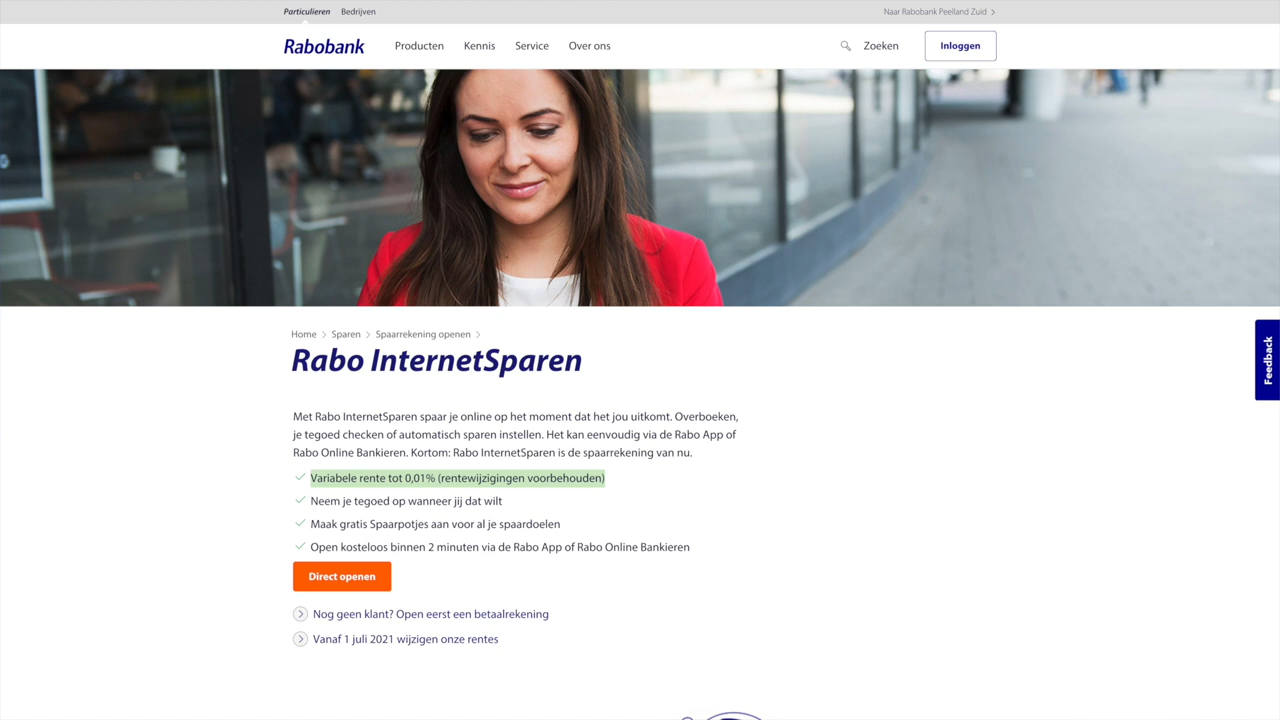 Particulieren Bedrijven Naar Rabobank Peelland Zuid
Rabobank Producten Kennis Service Over ons Zoeken Inloggen
Home Sparen Spaarrekening openen
Rabo InternetSparen
Met Rabo InternetSparen spaar je online op het moment dat het jou uitkomt. Overboeken,
je tegoed checken of automatisch sparen instellen. Het kan eenvoudig via de Rabo App of
Rabo Online Bankieren. Kortom: Rabo InternetSparen is de spaarrekening van nu.
Variabele rente tot 0,01% (rentewijzigingen voorbehouden)
Neem je tegoed op wanneer jij dat wilt
Maak gratis Spaarpotjes aan voor al je spaardoelen
Open kosteloos binnen 2 minuten via de Rabo App of Rabo Online Bankieren
Direct openen
Nog geen klant? Open eerst een betaalrekening
Vanaf 1 juli 2021 wijzigen onze rentes
Feedback